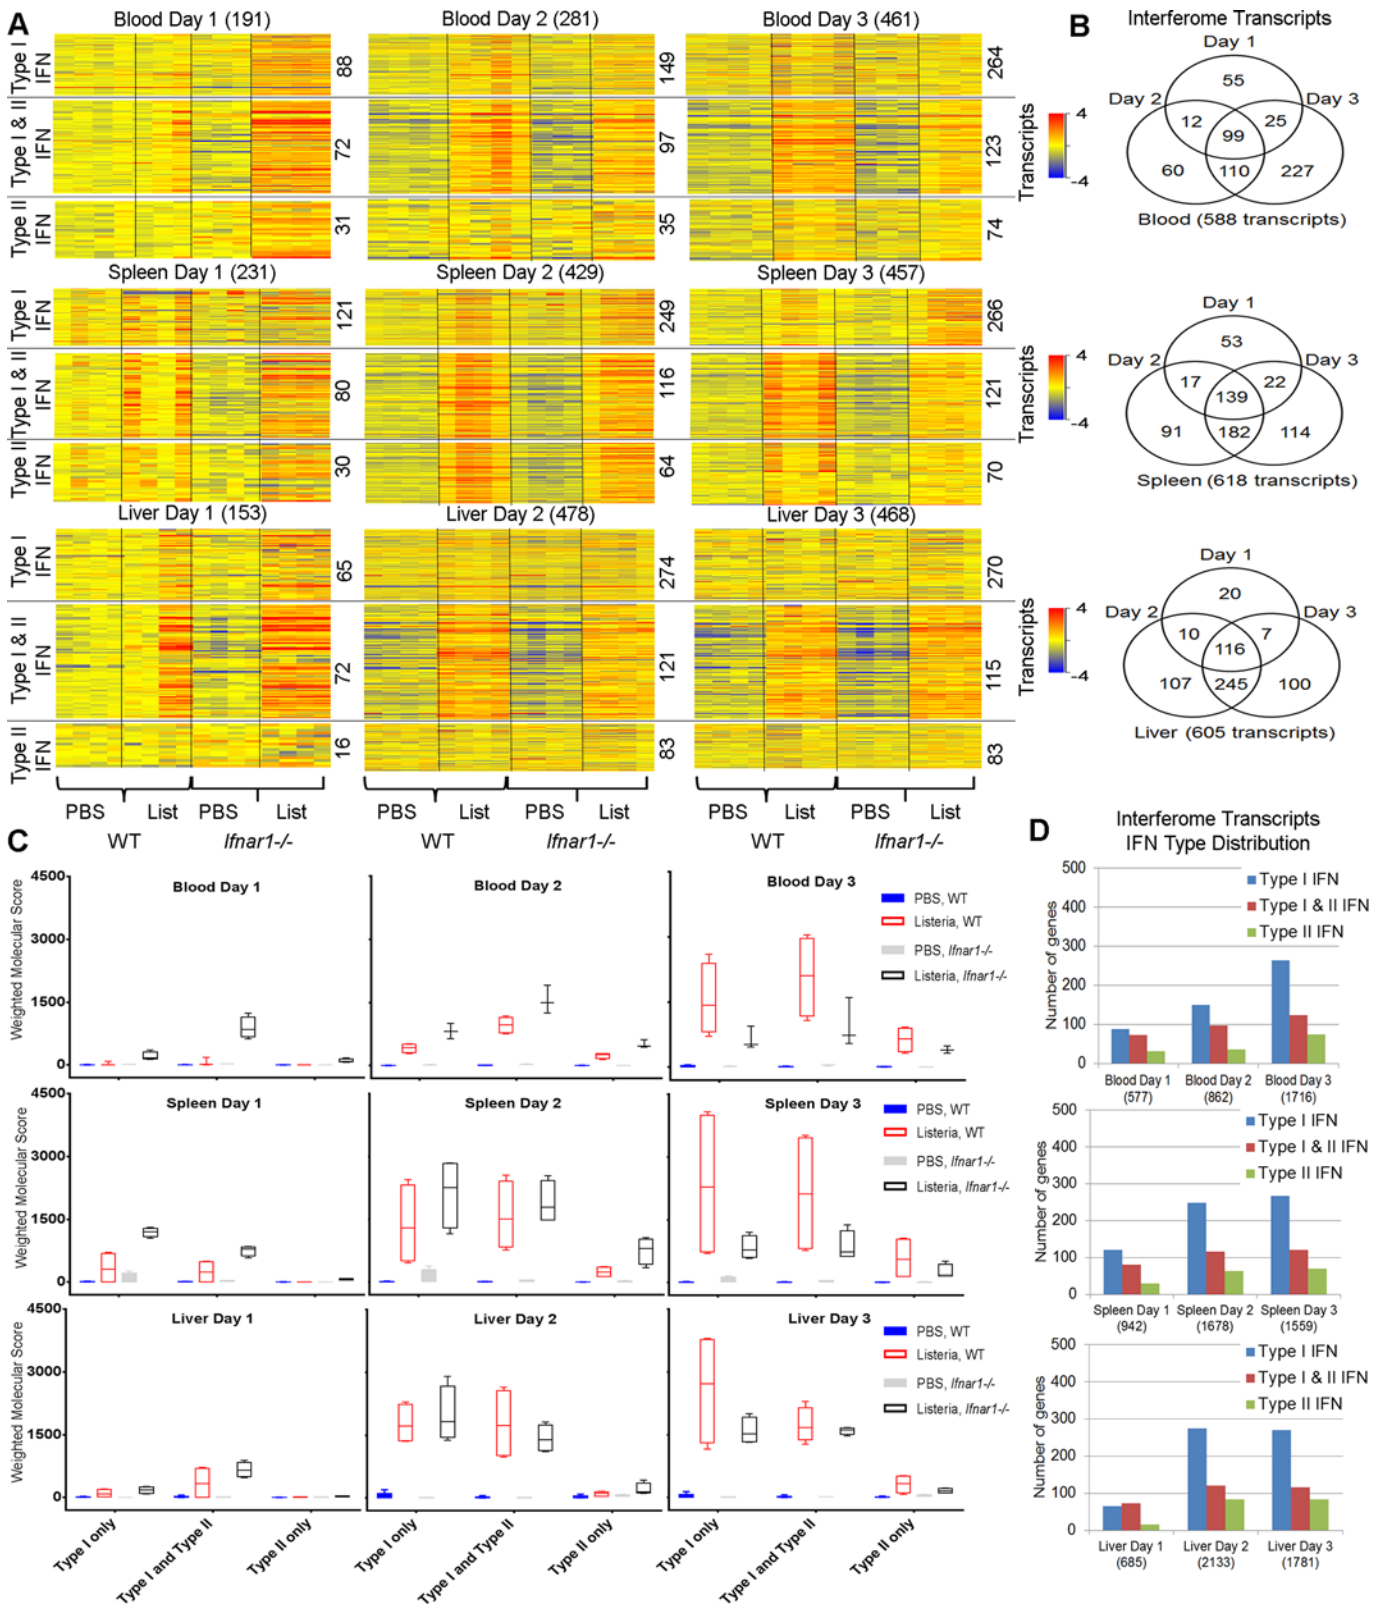 A
Blood Day 1 (191)
Blood Day 2 (281)
Blood Day 3 (461)
Type I IFN
88
149
264
Type I & II IFN
72
97
123
Type II IFN
31
35
74
Transcripts
4
-4
Spleen Day 1 (231)
Spleen Day 2 (429)
Spleen Day 3 (457)
Type I IFN
121
249
266
Type I & II IFN
80
116
121
Type II IFN
30
64
70
Transcripts
4
-4
Liver Day 1 (153)
Liver Day 2 (478)
Liver Day 3 (468)
Type I IFN
65
274
270
Type I & II IFN
72
121
115
Type II IFN
16
83
83
Transcripts
4
-4
PBS List PBS List
WT Ifnar1-/-
PBS List PBS List
WT Ifnar1-/-
PBS List PBS List
WT Ifnar1-/-
B
Interferome Transcripts
Day 1
55
Day 2
Day 3
12
99
25
60
110
227
Blood (588 transcripts)
Day 1
53
Day 2
Day 3
17
139
22
91
182
114
Spleen (618 transcripts)
Day 1
20
Day 2
Day 3
10
116
7
107
245
100
Liver (605 transcripts)
C
Weighted Molecular Score
4500
3000
1500
0
Blood Day 1
Blood Day 2
Blood Day 3
PBS, WT
Listeria, WT
PBS, Ifnar1-/-
Listeria, Ifnar1-/-
Weighted Molecular Score
4500
3000
1500
0
Spleen Day 1
Spleen Day 2
Spleen Day 3
PBS, WT
Listeria, WT
PBS, Ifnar1-/-
Listeria, Ifnar1-/-
Weighted Molecular Score
4500
3000
1500
0
Liver Day 1
Liver Day 2
Liver Day 3
PBS, WT
Listeria, WT
PBS, Ifnar1-/-
Listeria, Ifnar1-/-
Type I only
Type I and Type II
Type II only
Type I only
Type I and Type II
Type II only
Type I only
Type I and Type II
Type II only
D
Interferome Transcripts
IFN Type Distribution
Number of genes
500
400
300
200
100
0
Type I IFN
Type I & II IFN
Type II IFN
Blood Day 1 Blood Day 2 Blood Day 3
(577) (862) (1716)
Number of genes
500
400
300
200
100
0
Type I IFN
Type I & II IFN
Type II IFN
Spleen Day 1 Spleen Day 2 Spleen Day 3
(942) (1678) (1559)
Number of genes
500
400
300
200
100
0
Type I IFN
Type I & II IFN
Type II IFN
Liver Day 1 Liver Day 2 Liver Day 3
(685) (2133) (1781)